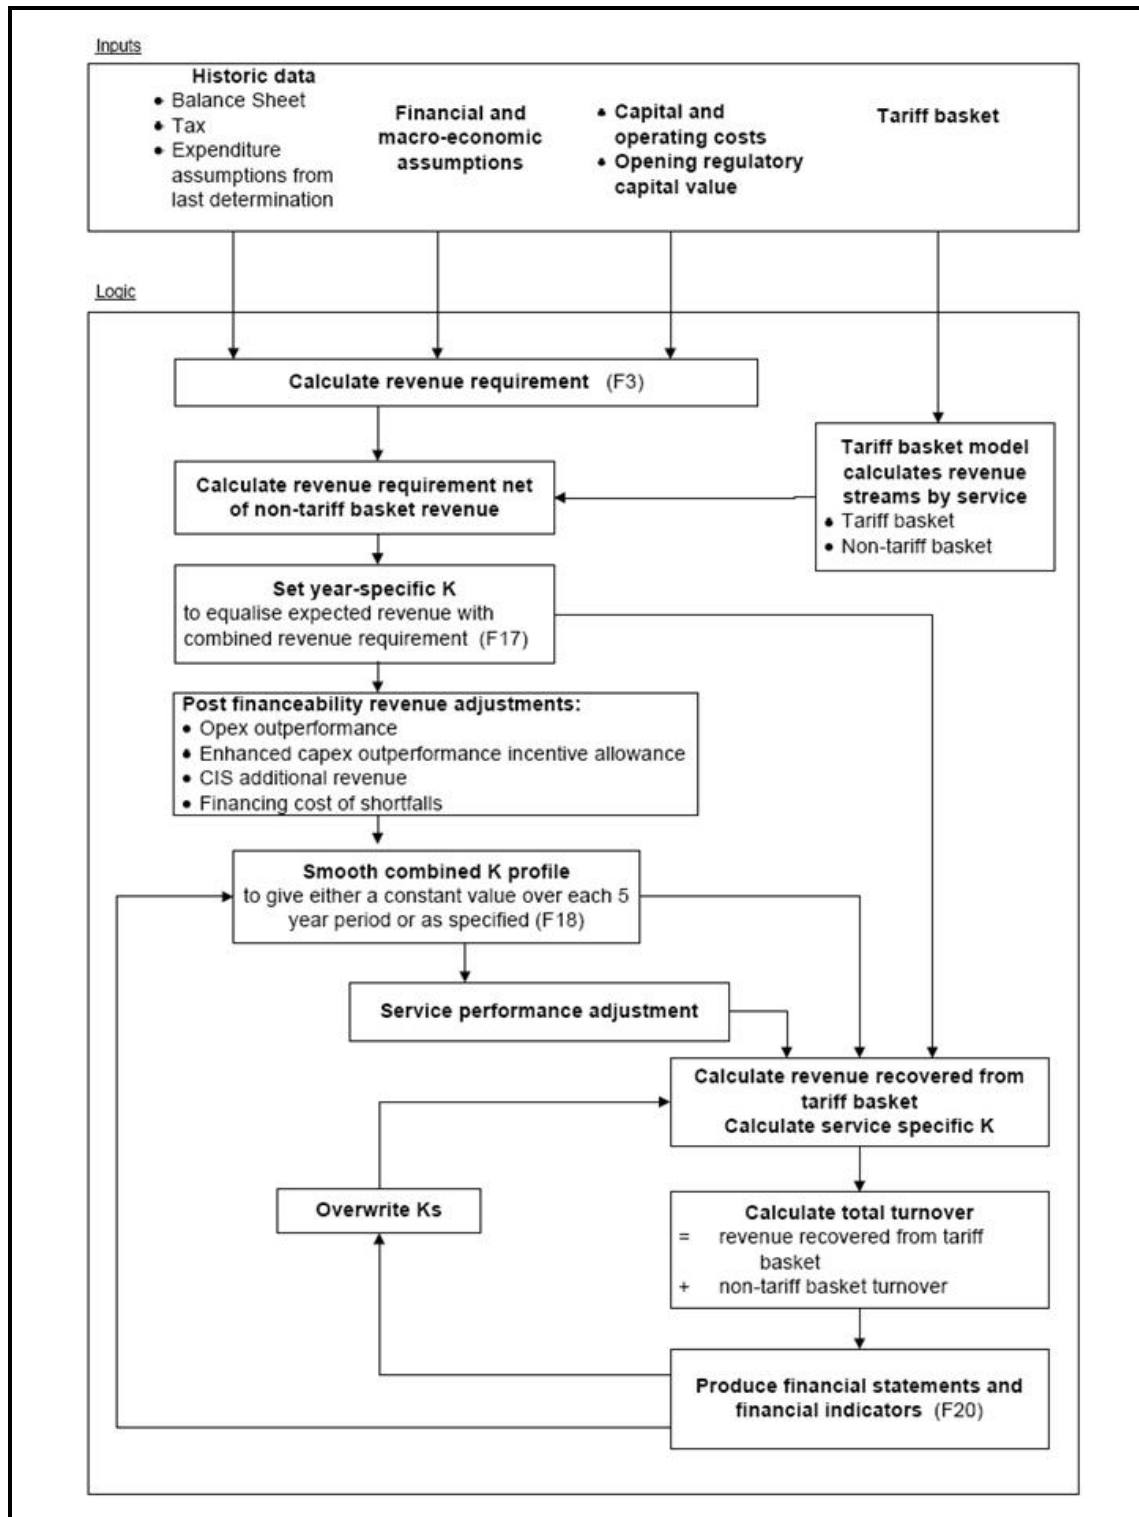 Inputs
Historic data
• Balance Sheet
• Tax
• Expenditure
assumptions from
last determination
Financial and
macro-economic
assumptions
• Capital and
operating costs
• Opening regulatory
capital value
Tariff basket
Logic
Calculate revenue requirement (F3)
Tariff basket model
calculates revenue
streams by service
• Tariff basket
• Non-tariff basket
Calculate revenue requirement net
of non-tariff basket revenue
Set year-specific K
to equalise expected revenue with
combined revenue requirement (F17)
Post financeability revenue adjustments:
• Opex outperformance
• Enhanced capex outperformance incentive allowance
• CIS additional revenue
• Financing cost of shortfalls
Smooth combined K profile
to give either a constant value over each 5
year period or as specified (F18)
Service performance adjustment
Calculate revenue recovered from
tariff basket
Calculate service specific K
Overwrite Ks
Calculate total turnover
= revenue recovered from tariff
basket
+ non-tariff basket turnover
Produce financial statements and
financial indicators (F20)